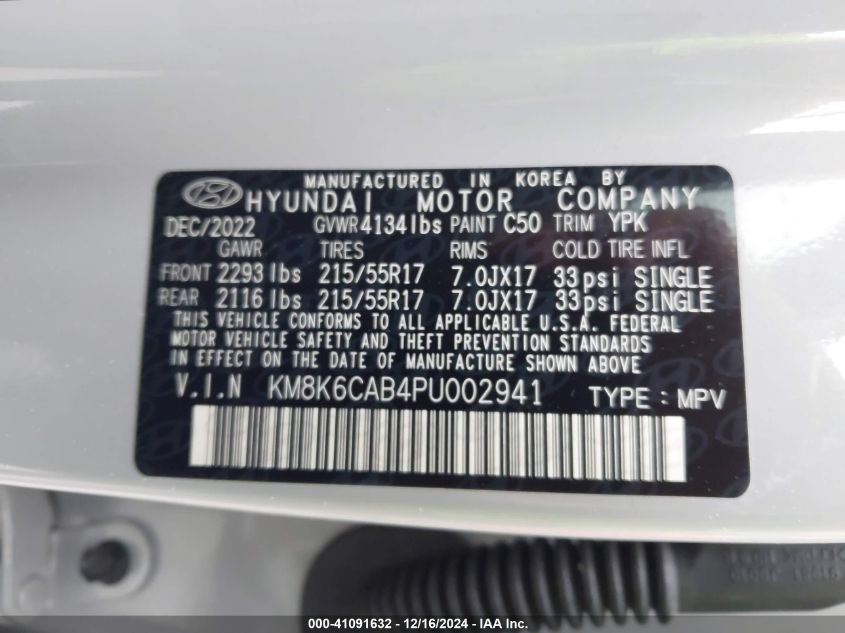 MANUFACTURED IN KOREA BY
HYUNDAI MOTOR COMPANY
DEC/2022 GVWR 4134lbs PAINT C50 TRIM YPK
GAWR TIRES RIMS COLD TIRE INFL
FRONT 2293lbs 215/55R17 7.0JX17 33psi SINGLE
REAR 2116lbs 215/55R17 7.0JX17 33psi SINGLE
THIS VEHICLE CONFORMS TO ALL APPLICABLE U.S.A. FEDERAL
MOTOR VEHICLE SAFETY AND THEFT PREVENTION STANDARDS
IN EFFECT ON THE DATE OF MANUFACTURE SHOWN ABOVE
V.I.N KM8K6CAB4PU002941 TYPE : MPV
000-41091632 - 12/16/2024 - IAA Inc.